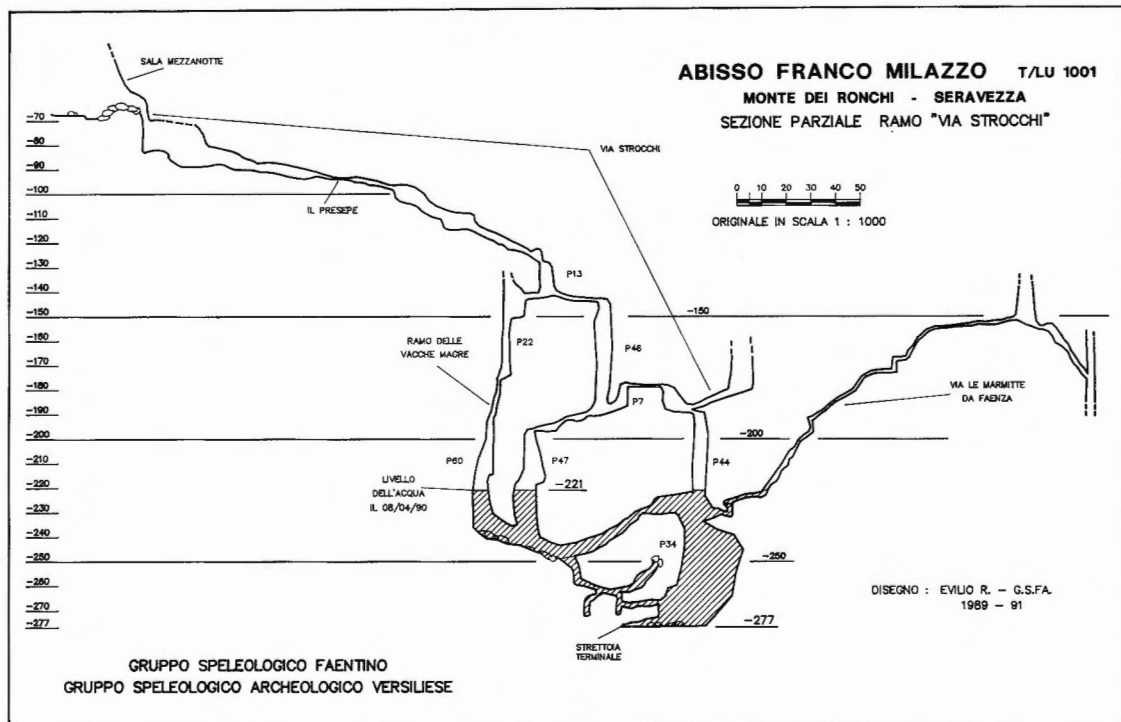 ABISSO FRANCO MILAZZO T/LU 1001
MONTE DEI RONCHI - SERAVEZZA
SEZIONE PARZIALE RAMO "VIA STROCCHI"
0 5 10 20 30 40 50
ORIGINALE IN SCALA 1 : 1000
SALA MEZZANOTTE
VIA STROCCHI
IL PRESEPE
-70
-80
-90
-100
-110
-120
-130
-140
-150
-160
-170
-180
-190
-200
-210
-220
-230
-240
-250
-260
-270
-277
P13
-150
P22
P46
RAMO DELLE
VACCHE MAGRE
P7
VIA LE MARMITTE
DA FAENZA
-200
P60
P47
P44
LIVELLO
DELL'ACQUA
IL 08/04/90
-221
P34
-250
-277
STRETTOIA
TERMINALE
DISEGNO : EVILIO R. - G.S.FA.
1989 - 91
GRUPPO SPELEOLOGICO FAENTINO
GRUPPO SPELEOLOGICO ARCHEOLOGICO VERSILIESE